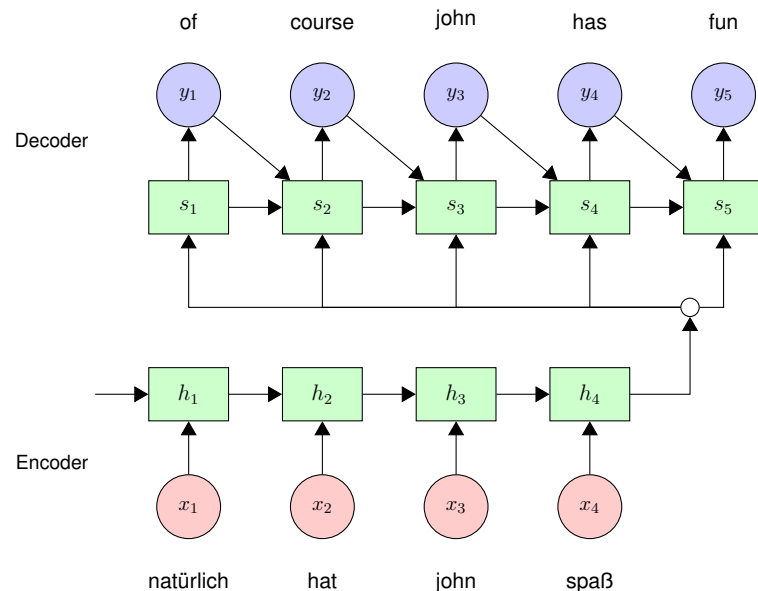 of course john has fun
y₁ y₂ y₃ y₄ y₅
Decoder
s₁ s₂ s₃ s₄ s₅
h₁ h₂ h₃ h₄
Encoder
x₁ x₂ x₃ x₄
natürlich hat john spaß